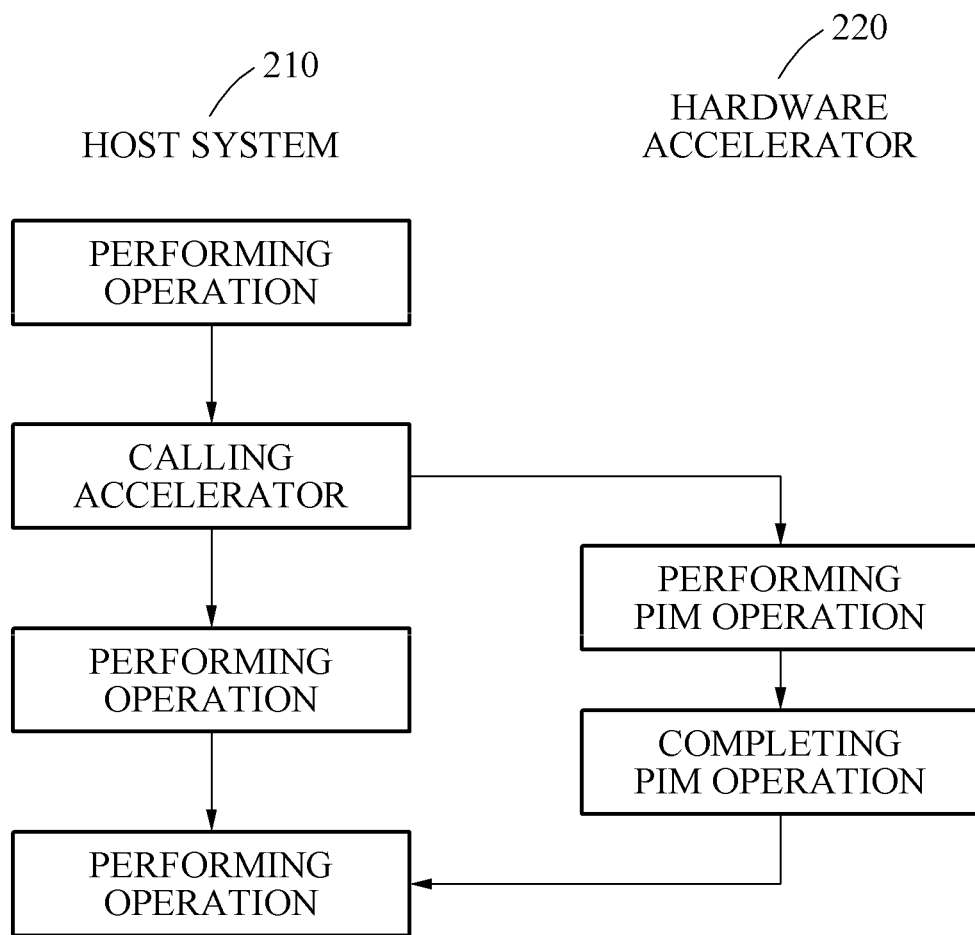 210
HOST SYSTEM
220
HARDWARE
ACCELERATOR
PERFORMING
OPERATION
CALLING
ACCELERATOR
PERFORMING
OPERATION
PERFORMING
PIM OPERATION
COMPLETING
PIM OPERATION
PERFORMING
OPERATION